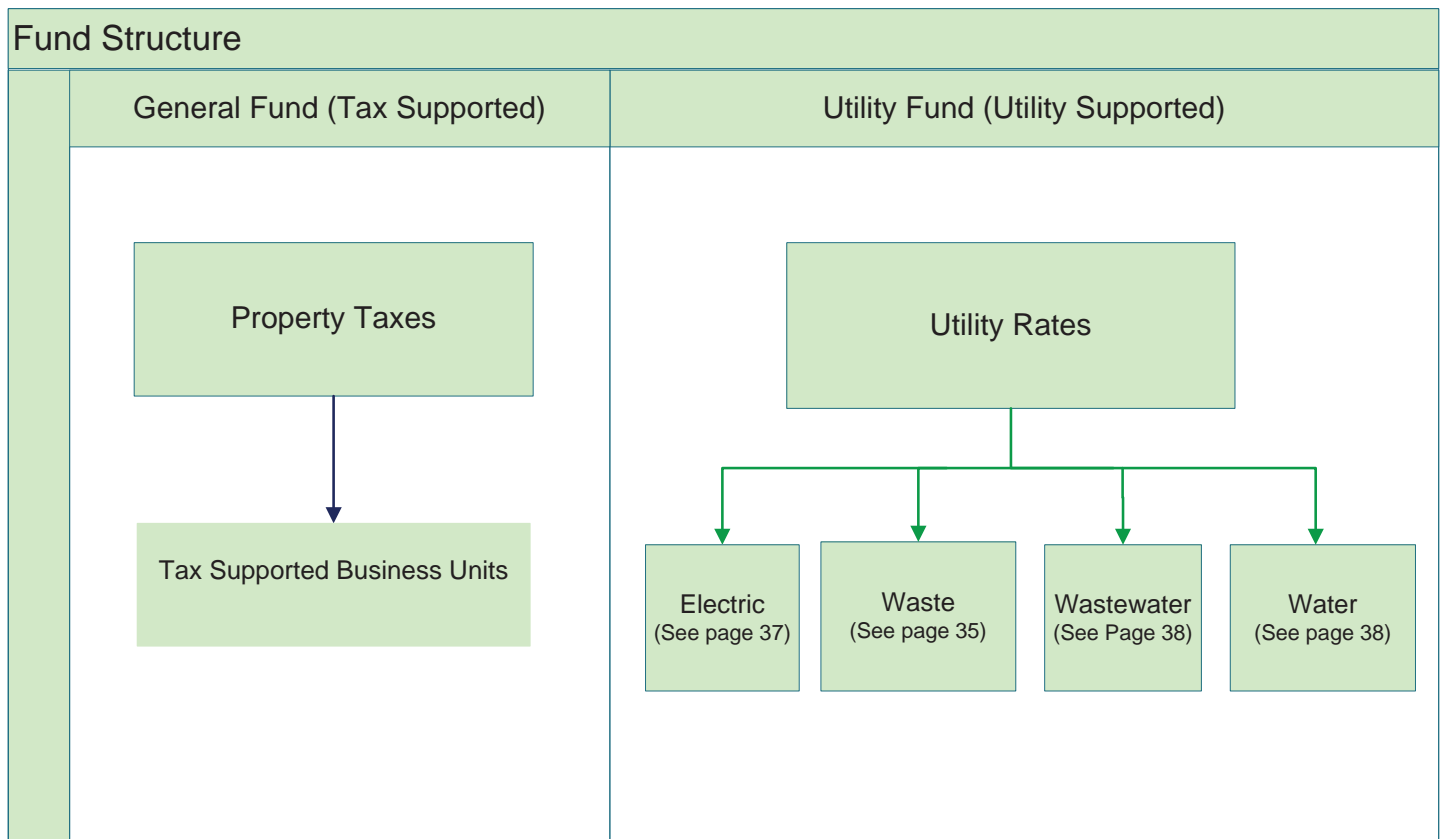 Fund Structure
General Fund (Tax Supported)
Utility Fund (Utility Supported)
Property Taxes
Utility Rates
Tax Supported Business Units
Electric
(See page 37)
Waste
(See page 35)
Wastewater
(See Page 38)
Water
(See page 38)